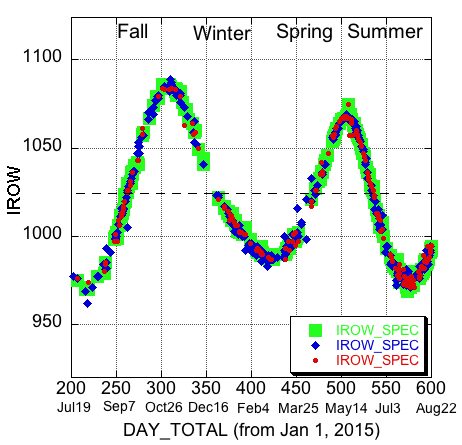 Fall Winter Spring Summer
1100
1050
1000
950
IROW
IROW_SPEC
IROW_SPEC
IROW_SPEC
200 250 300 350 400 450 500 550 600
Jul19 Sep7 Oct26 Dec16 Feb4 Mar25 May14 Jul3 Aug22
DAY_TOTAL (from Jan 1, 2015)